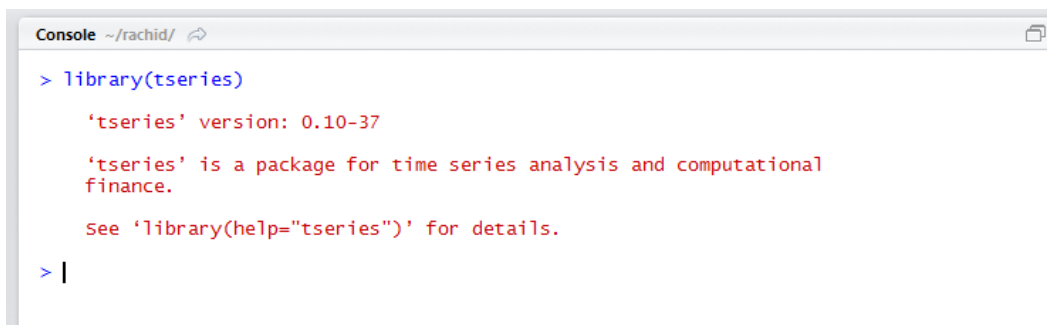 Console ~/rachid/
> library(tseries)
‘tseries’ version: 0.10-37
‘tseries’ is a package for time series analysis and computational
finance.
See ‘library(help="tseries")’ for details.
>